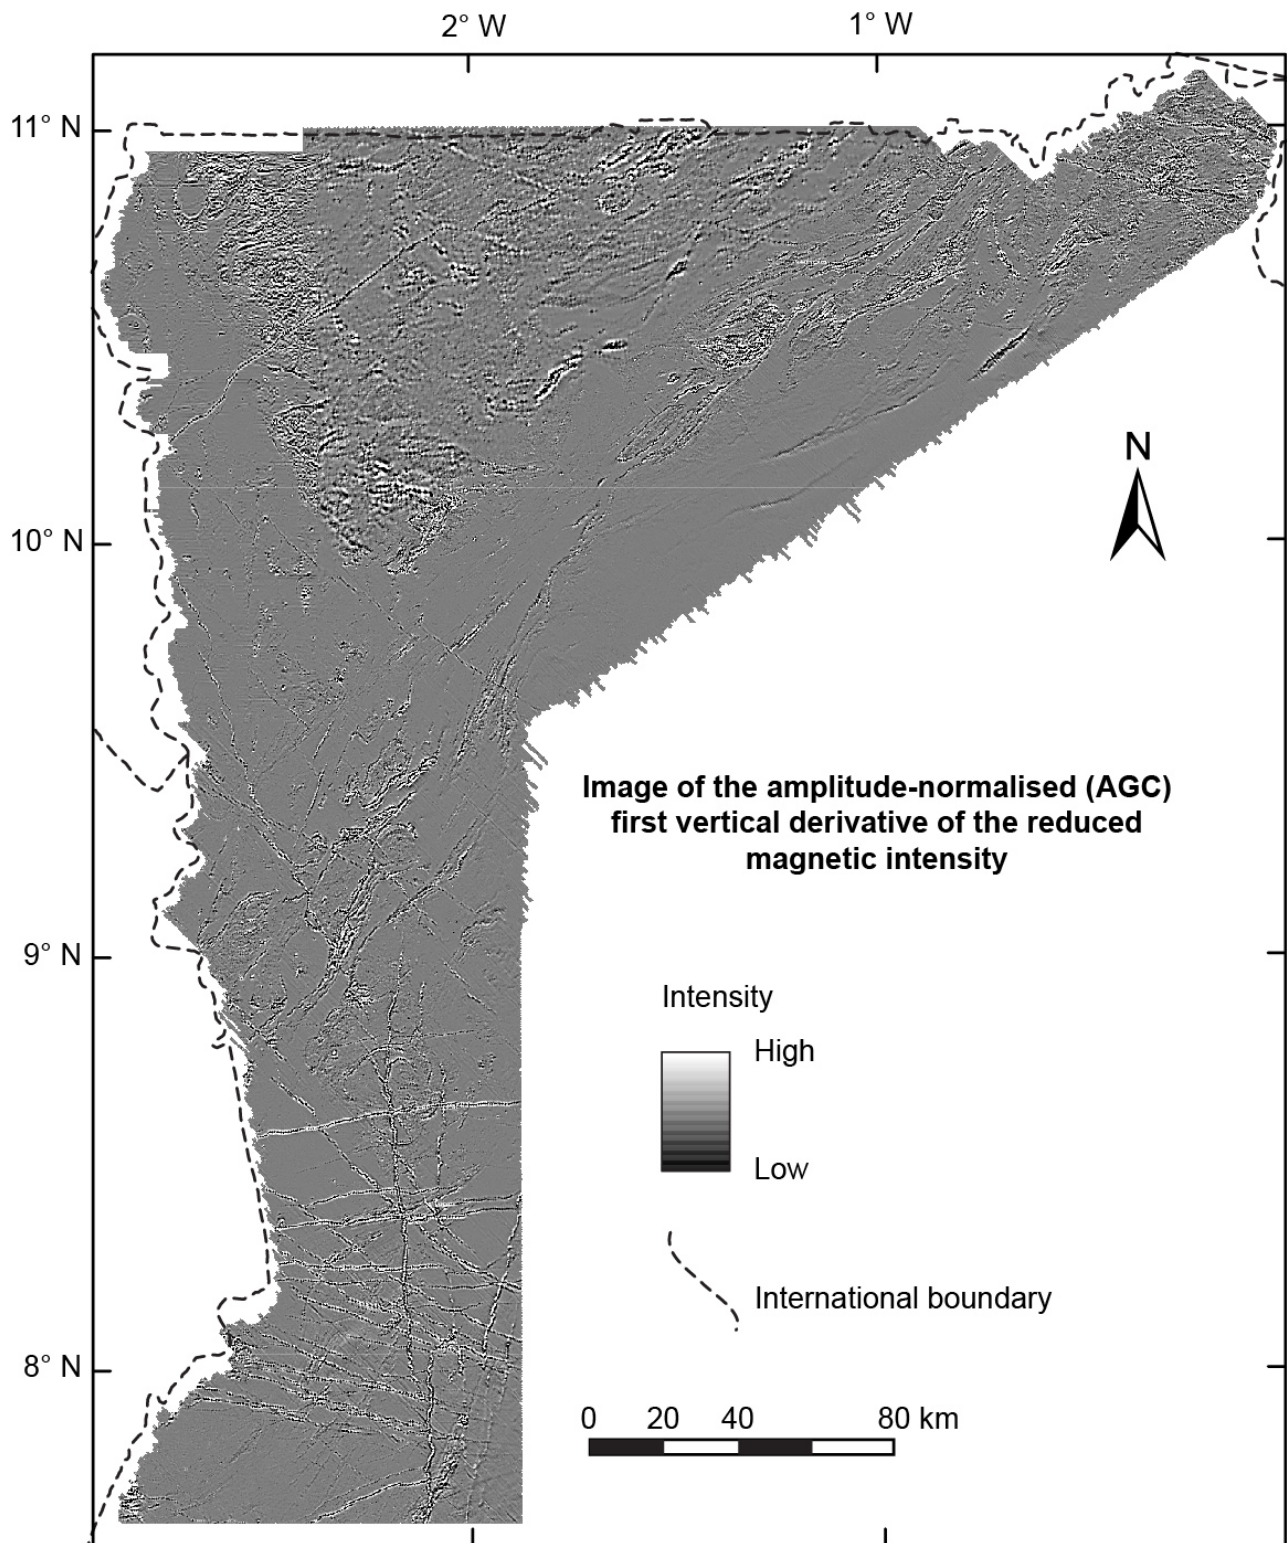 2° W
1° W
11° N
10° N
N
Image of the amplitude-normalised (AGC)
first vertical derivative of the reduced
magnetic intensity
9° N
Intensity
High
Low
International boundary
8° N
0 20 40 80 km